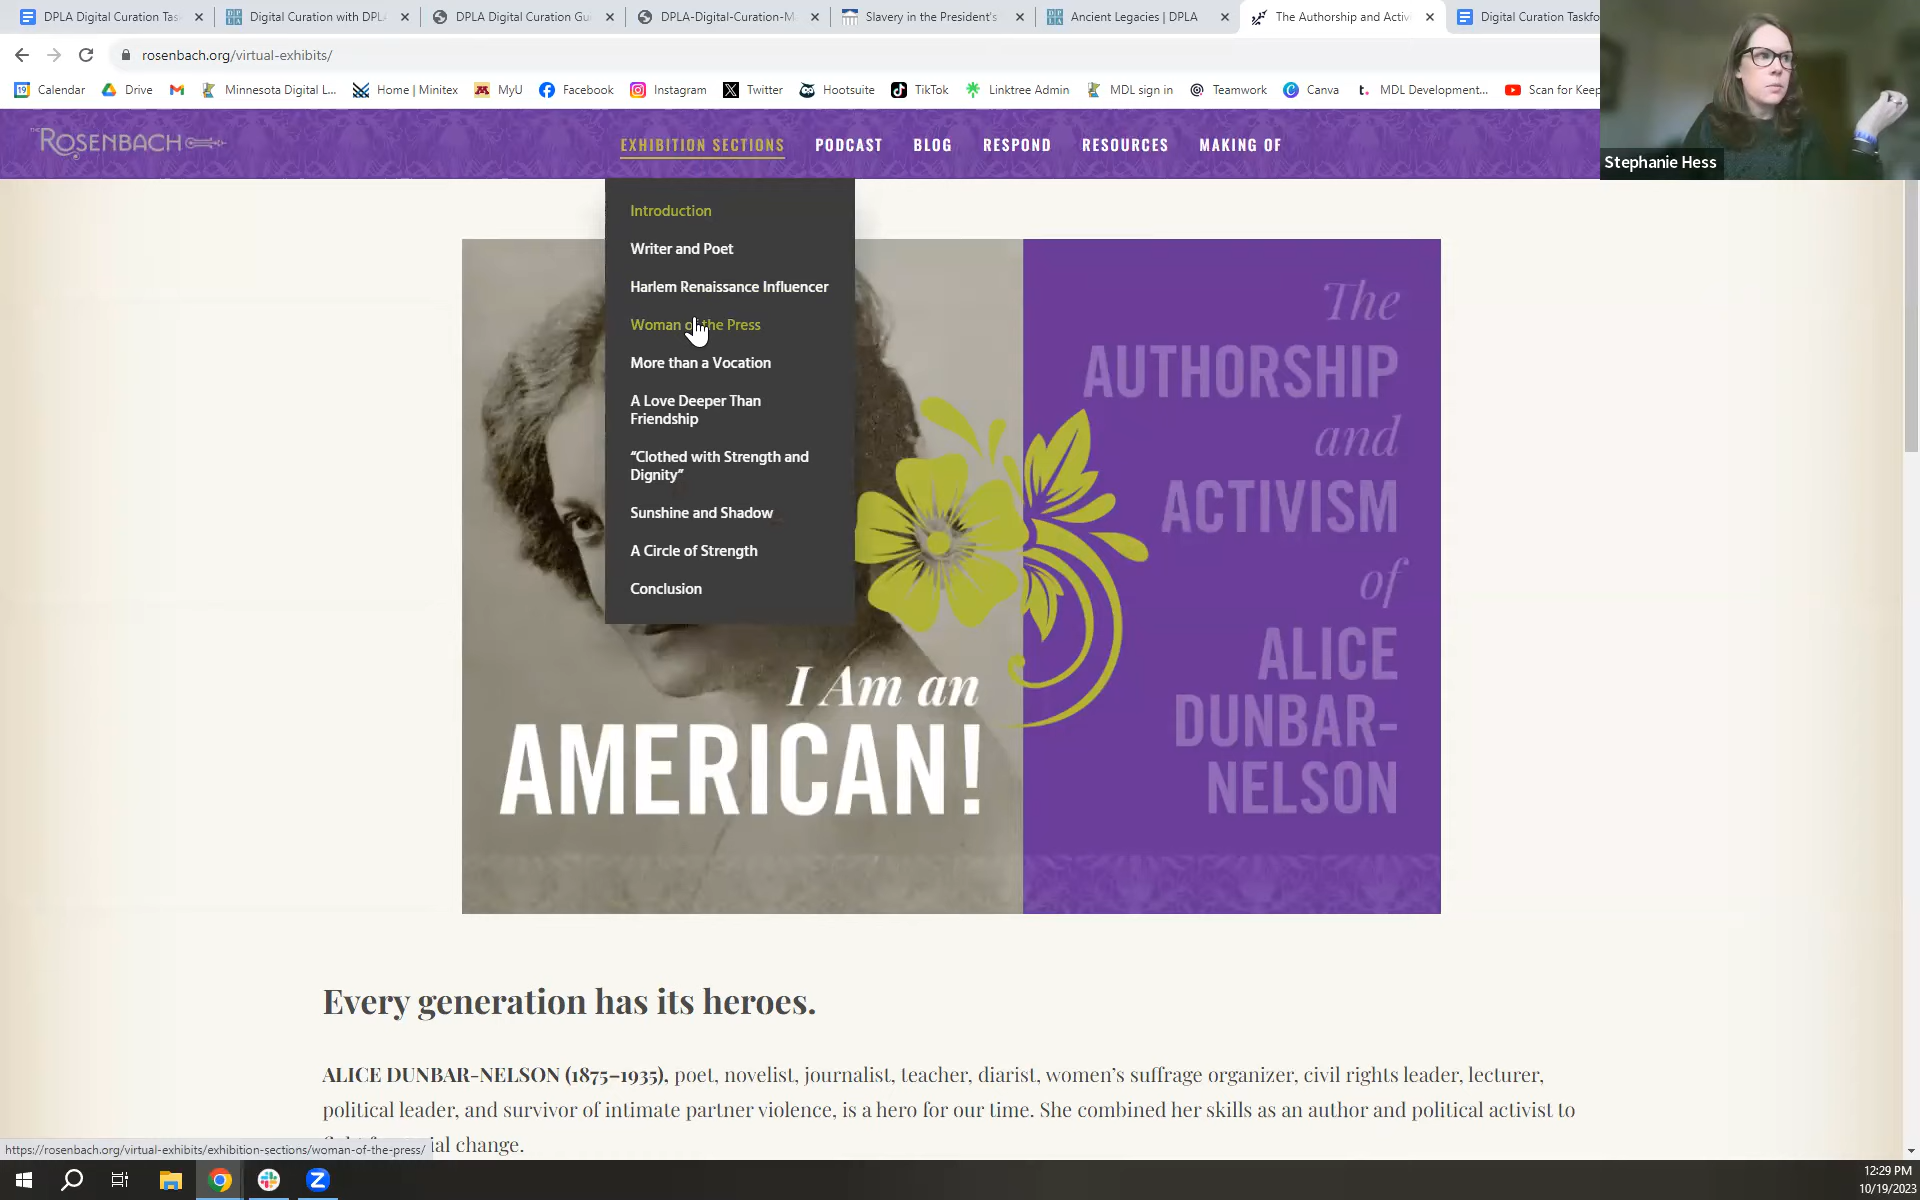 DPLA Digital Curation Tas
Digital Curation with DPL
DPLA Digital Curation Gu
DPLA-Digital-Curation-M
Slavery in the President's
Ancient Legacies | DPLA
The Authorship and Activi
Digital Curation Taskfo
rosenbach.org/virtual-exhibits/
Calendar
Drive
Minnesota Digital L...
Home | Minitex
MyU
Facebook
Instagram
Twitter
Hootsuite
TikTok
Linktree Admin
MDL sign in
Teamwork
Canva
MDL Development...
Scan for Keep
Stephanie Hess
THE ROSENBACH
EXHIBITION SECTIONS
PODCAST
BLOG
RESPOND
RESOURCES
MAKING OF
Introduction
Writer and Poet
Harlem Renaissance Influencer
Woman of the Press
More than a Vocation
A Love Deeper Than
Friendship
“Clothed with Strength and
Dignity”
Sunshine and Shadow
A Circle of Strength
Conclusion
I Am an
AMERICAN!
The
AUTHORSHIP
and
ACTIVISM
of
ALICE
DUNBAR-
NELSON
Every generation has its heroes.
ALICE DUNBAR-NELSON (1875–1935), poet, novelist, journalist, teacher, diarist, women’s suffrage organizer, civil rights leader, lecturer,
political leader, and survivor of intimate partner violence, is a hero for our time. She combined her skills as an author and political activist to
change.
https://rosenbach.org/virtual-exhibits/exhibition-sections/woman-of-the-press/
12:29 PM
10/19/2023